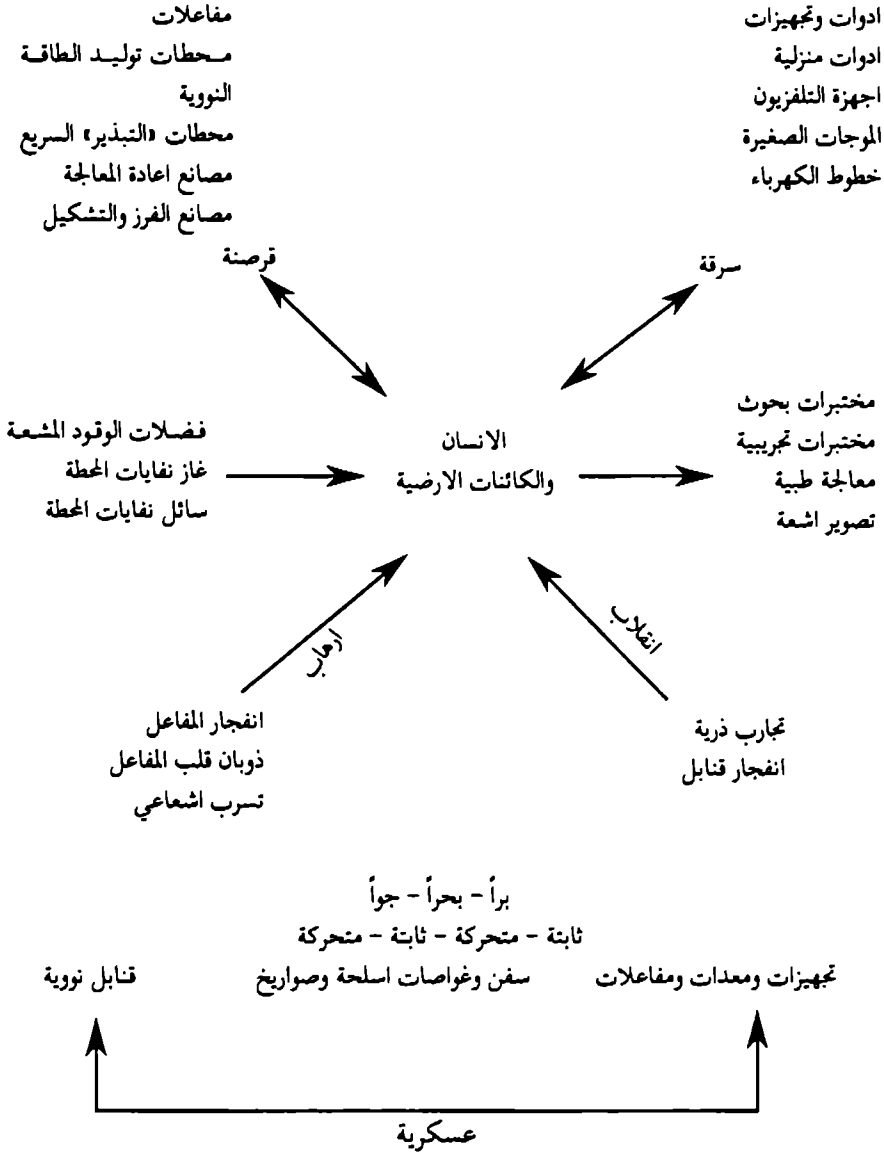 ادوات وتجهيزات
ادوات منزلية
اجهزة التلفزيون
الموجات الصغيرة
خطوط الكهرباء
سرقة
مفاعلات
محطات توليد الطاقة
النووية
محطات «التبذير» السريع
مصانع اعادة المعالجة
مصانع الفرز والتشكيل
قرصنة
مختبرات بحوث
مختبرات تجريبية
معالجة طبية
تصوير اشعة
الانسان
والكائنات الارضية
فضلات الوقود المشعة
غاز نفايات المحطة
سائل نفايات المحطة
انقلاب
تجارب ذرية
انفجار قنابل
ارهاب
انفجار المفاعل
ذوبان قلب المفاعل
تسرب اشعاعي
براً - بحراً - جواً
ثابتة - متحركة - ثابتة - متحركة
تجهيزات ومعدات ومفاعلات سفن وغواصات اسلحة وصواريخ قنابل نووية
عسكرية